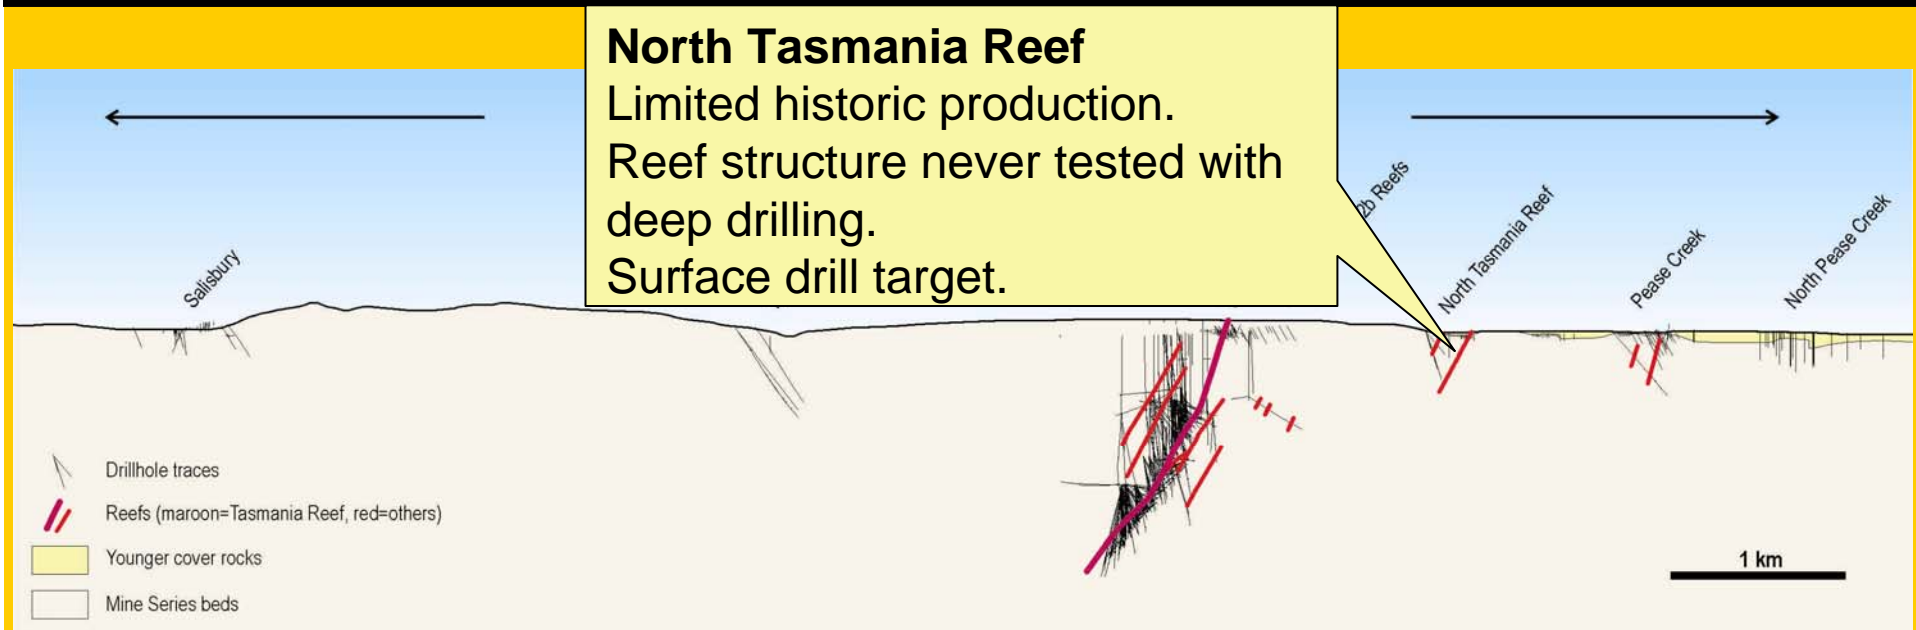 North Tasmania Reef
Limited historic production.
Reef structure never tested with
deep drilling.
Surface drill target.
Salisbury
2b Reefs
North Tasmania Reef
Pease Creek
North Pease Creek
Drillhole traces
Reefs (maroon=Tasmania Reef, red=others)
Younger cover rocks
Mine Series beds
1 km